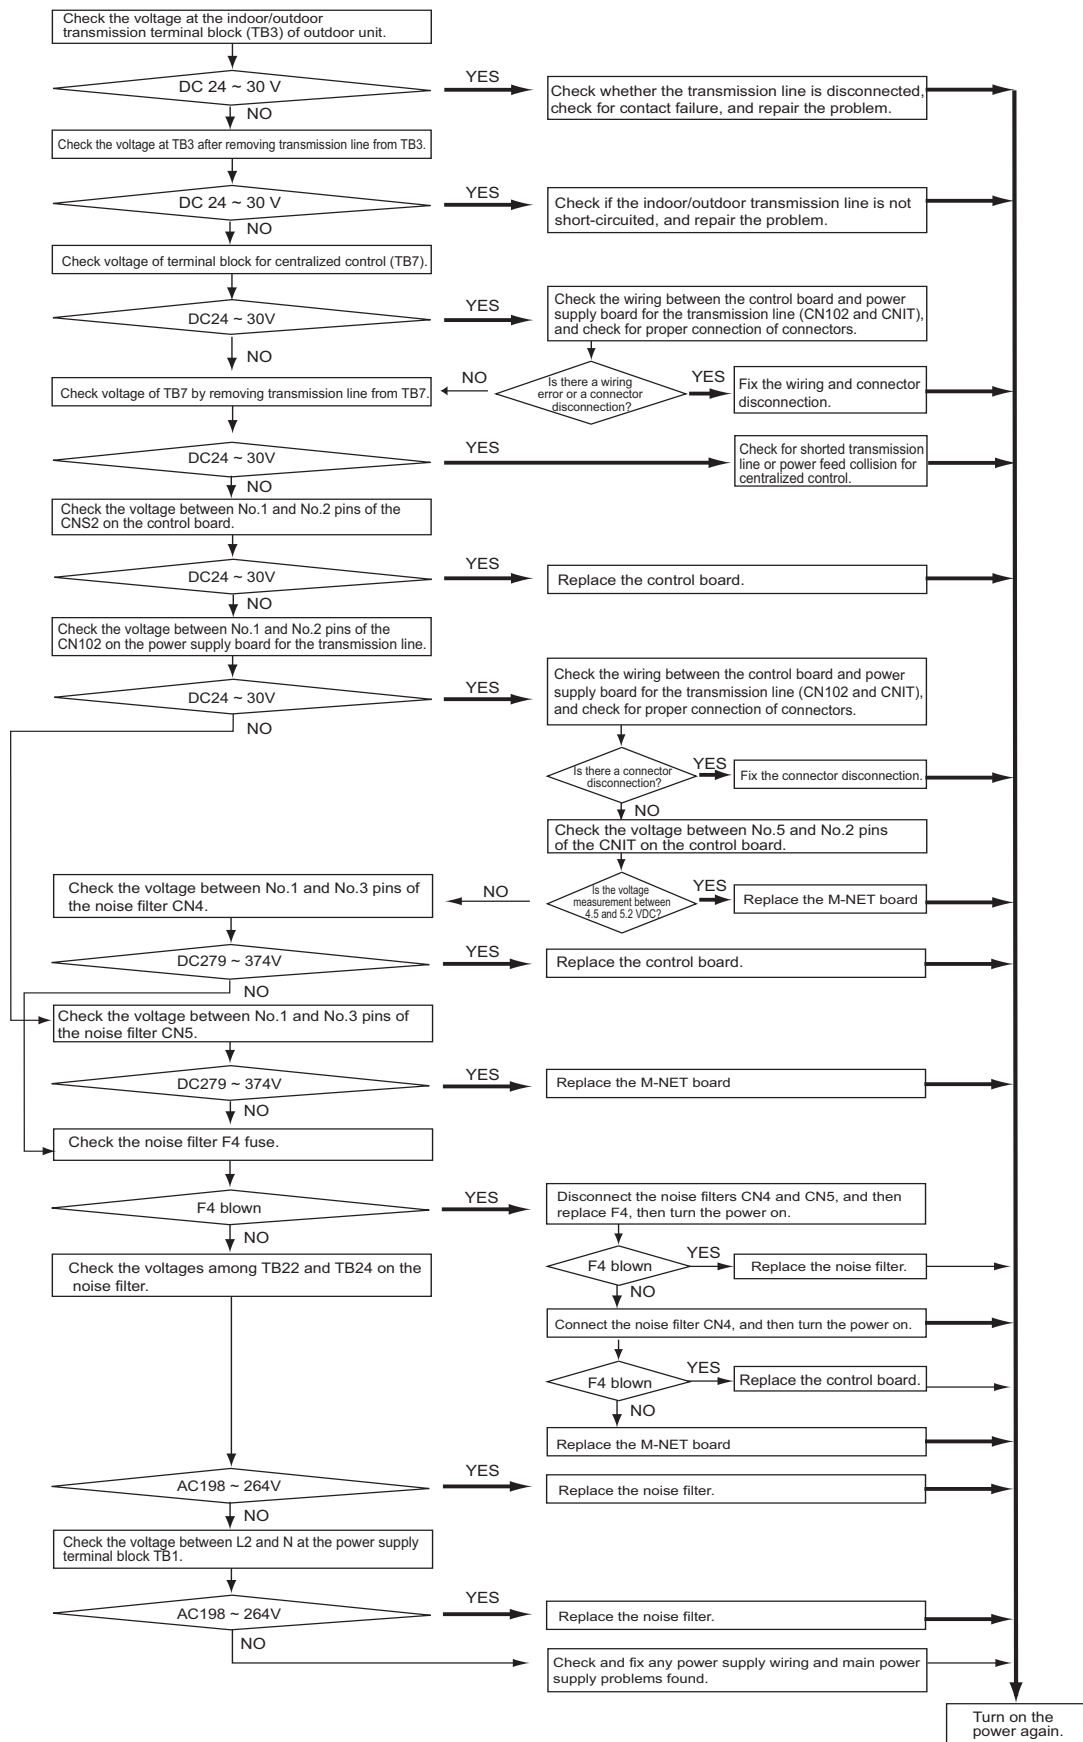 Check the voltage at the indoor/outdoor
transmission terminal block (TB3) of outdoor unit.
DC 24 ~ 30 V
YES
NO
Check whether the transmission line is disconnected,
check for contact failure, and repair the problem.
Check the voltage at TB3 after removing transmission line from TB3.
DC 24 ~ 30 V
YES
NO
Check if the indoor/outdoor transmission line is not
short-circuited, and repair the problem.
Check voltage of terminal block for centralized control (TB7).
DC24 ~ 30V
YES
NO
Check the wiring between the control board and power
supply board for the transmission line (CN102 and CNIT),
and check for proper connection of connectors.
Is there a wiring
error or a connector
disconnection?
NO
YES
Fix the wiring and connector
disconnection.
Check voltage of TB7 by removing transmission line from TB7.
DC24 ~ 30V
YES
NO
Check for shorted transmission
line or power feed collision for
centralized control.
Check the voltage between No.1 and No.2 pins of the
CNS2 on the control board.
DC24 ~ 30V
YES
NO
Replace the control board.
Check the voltage between No.1 and No.2 pins of the
CN102 on the power supply board for the transmission line.
DC24 ~ 30V
YES
NO
Check the wiring between the control board and power
supply board for the transmission line (CN102 and CNIT),
and check for proper connection of connectors.
Is there a connector
disconnection?
YES
NO
Fix the connector disconnection.
Check the voltage between No.5 and No.2 pins
of the CNIT on the control board.
Is the voltage
measurement between
4.5 and 5.2 VDC?
NO
YES
Replace the M-NET board
Check the voltage between No.1 and No.3 pins of
the noise filter CN4.
DC279 ~ 374V
YES
NO
Replace the control board.
Check the voltage between No.1 and No.3 pins of
the noise filter CN5.
DC279 ~ 374V
YES
NO
Replace the M-NET board
Check the noise filter F4 fuse.
F4 blown
YES
NO
Disconnect the noise filters CN4 and CN5, and then
replace F4, then turn the power on.
F4 blown
YES
NO
Replace the noise filter.
Connect the noise filter CN4, and then turn the power on.
F4 blown
YES
NO
Replace the control board.
Replace the M-NET board
Check the voltages among TB22 and TB24 on the
noise filter.
AC198 ~ 264V
YES
NO
Replace the noise filter.
Check the voltage between L2 and N at the power supply
terminal block TB1.
AC198 ~ 264V
YES
NO
Replace the noise filter.
Check and fix any power supply wiring and main power
supply problems found.
Turn on the
power again.